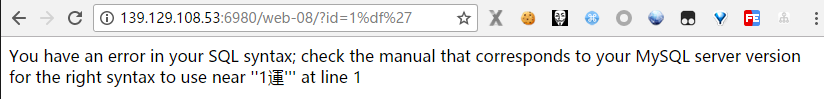 139.129.108.53:6980/web-08/?id=1%df%27
You have an error in your SQL syntax; check the manual that corresponds to your MySQL server version
for the right syntax to use near ''1運''' at line 1